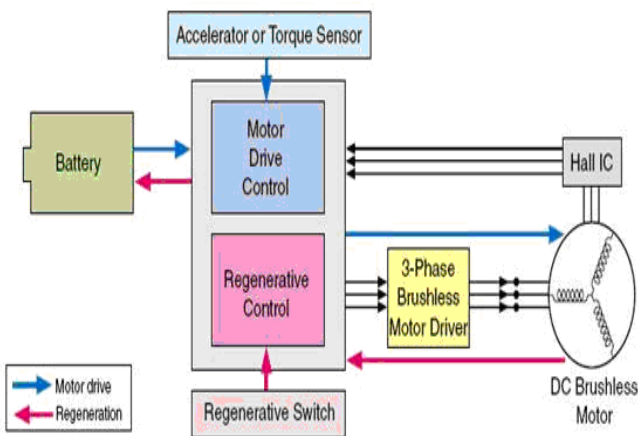 Accelerator or Torque Sensor
Battery
Motor
Drive
Control
Hall IC
Regenerative
Control
3-Phase
Brushless
Motor Driver
DC Brushless
Motor
Motor drive
Regeneration
Regenerative Switch